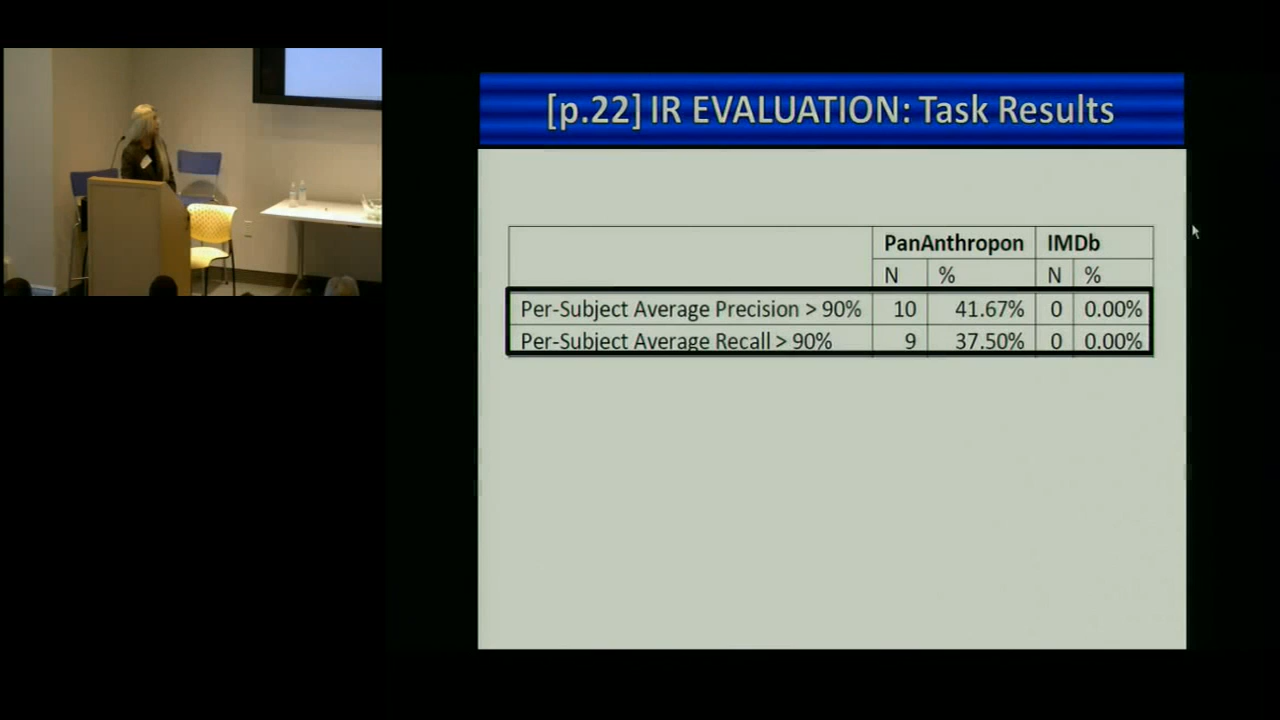 [p.22] IR EVALUATION: Task Results
PanAnthropon IMDb
N % N %
Per-Subject Average Precision > 90% 10 41.67% 0 0.00%
Per-Subject Average Recall > 90% 9 37.50% 0 0.00%